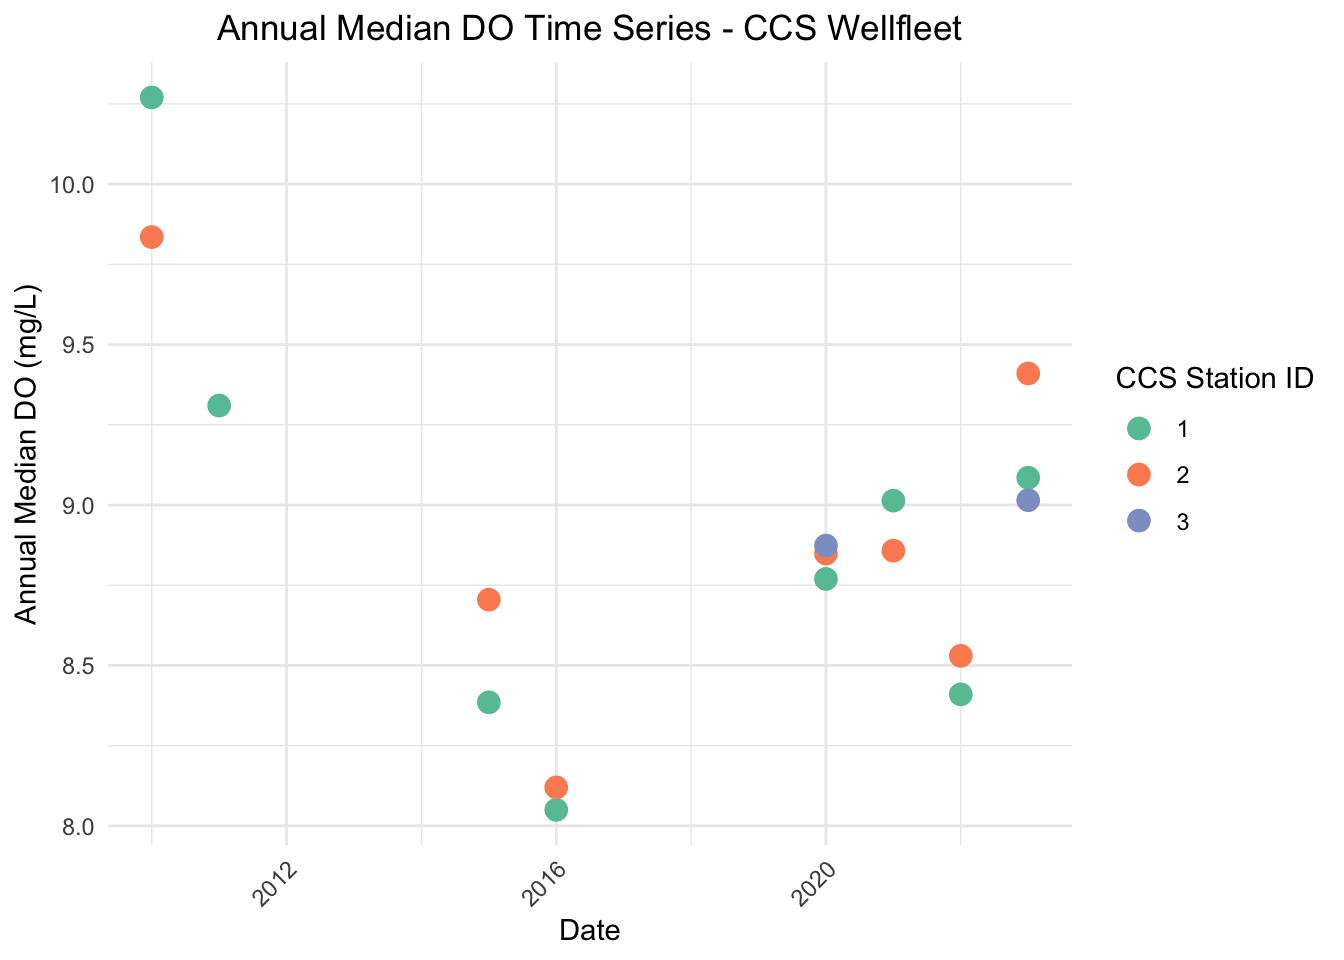 Annual Median DO Time Series - CCS Wellfleet
Annual Median DO (mg/L)
10.0
9.5
9.0
8.5
8.0
2012
2016
2020
Date
CCS Station ID
1
2
3